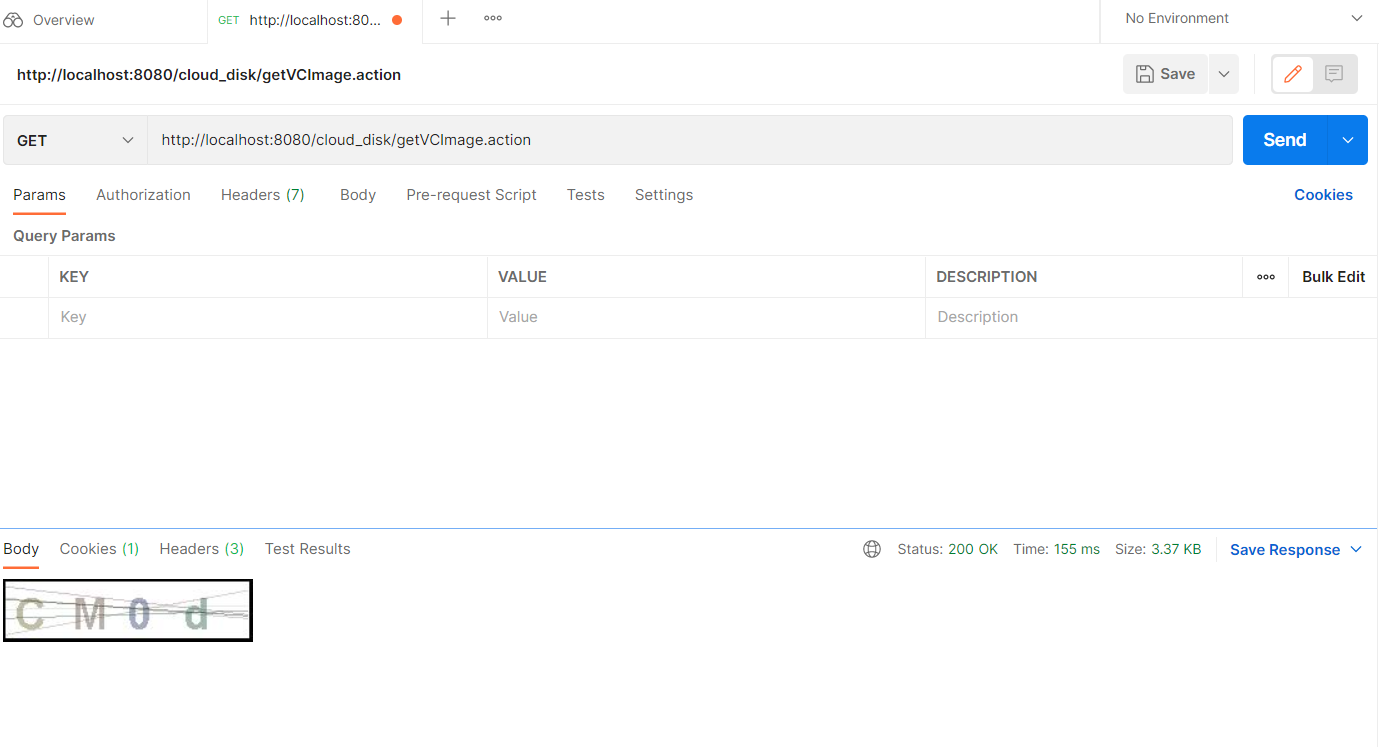 Overview
GET http://localhost:80...
No Environment
http://localhost:8080/cloud_disk/getVCImage.action
Save
GET http://localhost:8080/cloud_disk/getVCImage.action Send
Params Authorization Headers (7) Body Pre-request Script Tests Settings Cookies
Query Params
KEY VALUE DESCRIPTION Bulk Edit
Key Value Description
Body Cookies (1) Headers (3) Test Results Status: 200 OK Time: 155 ms Size: 3.37 KB Save Response
C M 0 d